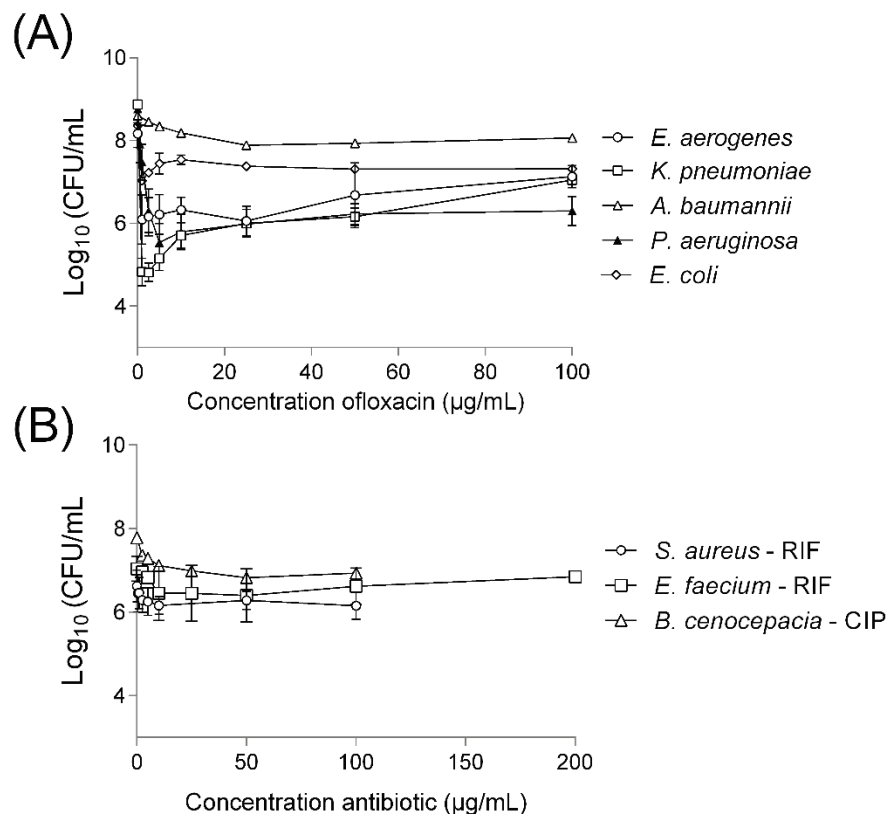 (A)
10
8
6
4
Log₁₀ (CFU/mL)
0 20 40 60 80 100
Concentration ofloxacin (µg/mL)
E. aerogenes
K. pneumoniae
A. baumannii
P. aeruginosa
E. coli
(B)
10
8
6
4
Log₁₀ (CFU/mL)
0 50 100 150 200
Concentration antibiotic (µg/mL)
S. aureus - RIF
E. faecium - RIF
B. cenocepacia - CIP